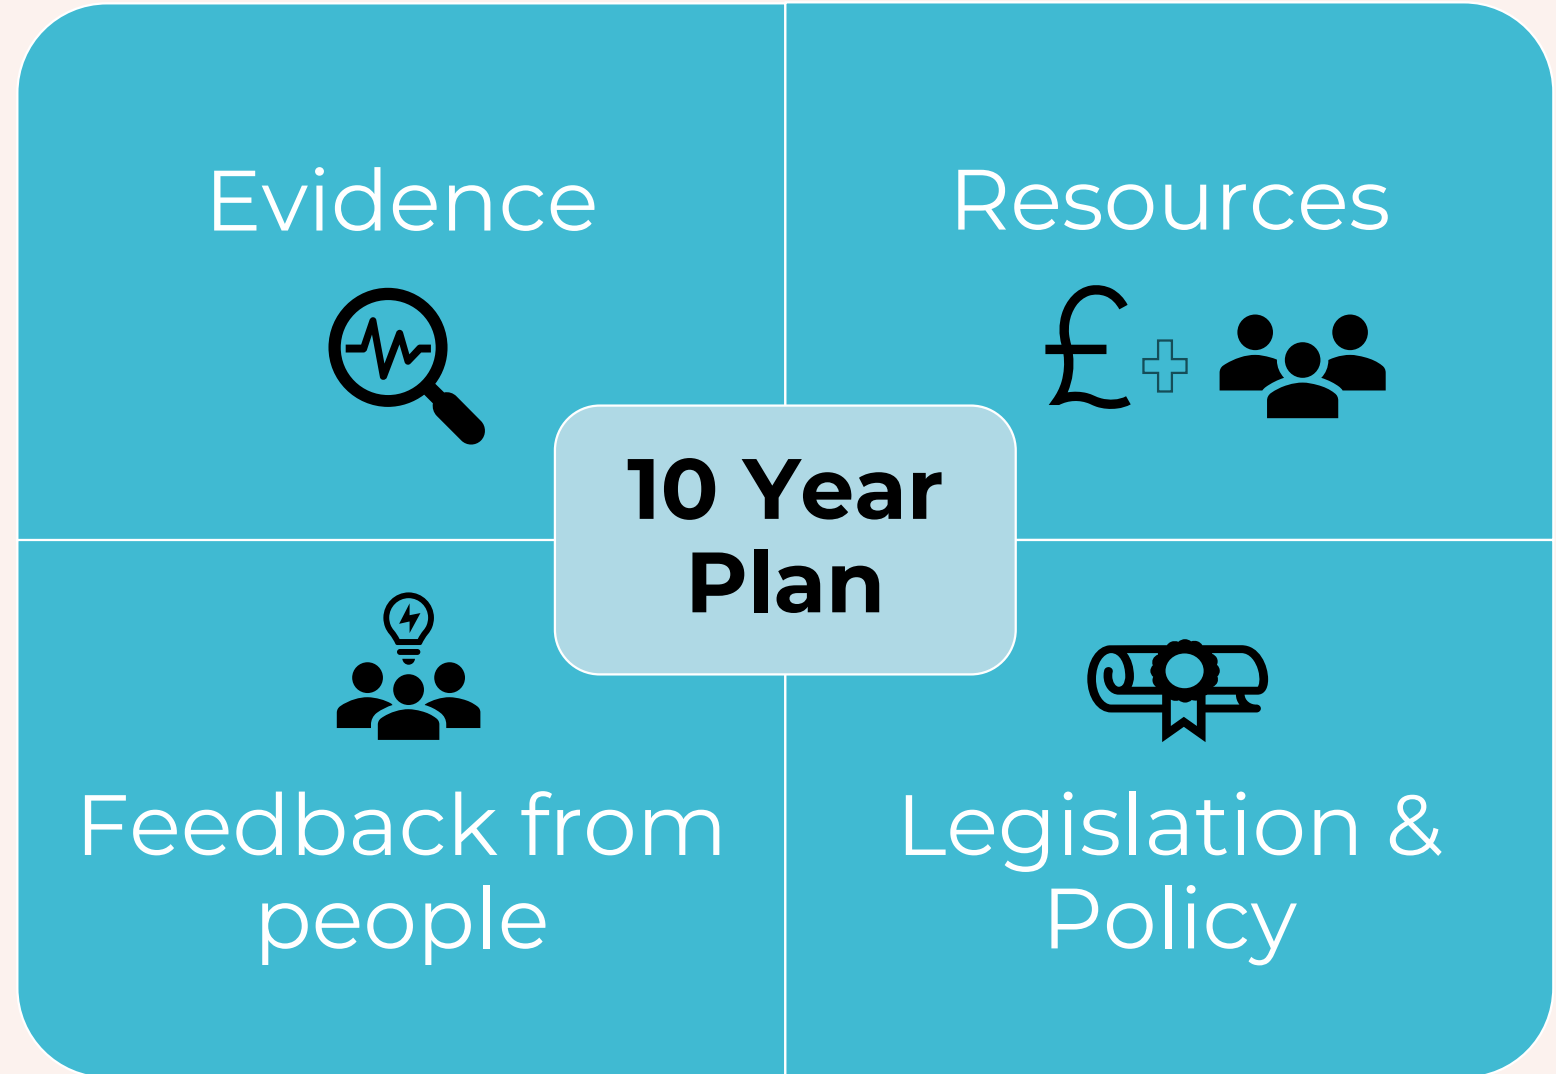 Evidence
Resources
£
10 Year
Plan
Feedback from
people
Legislation &
Policy